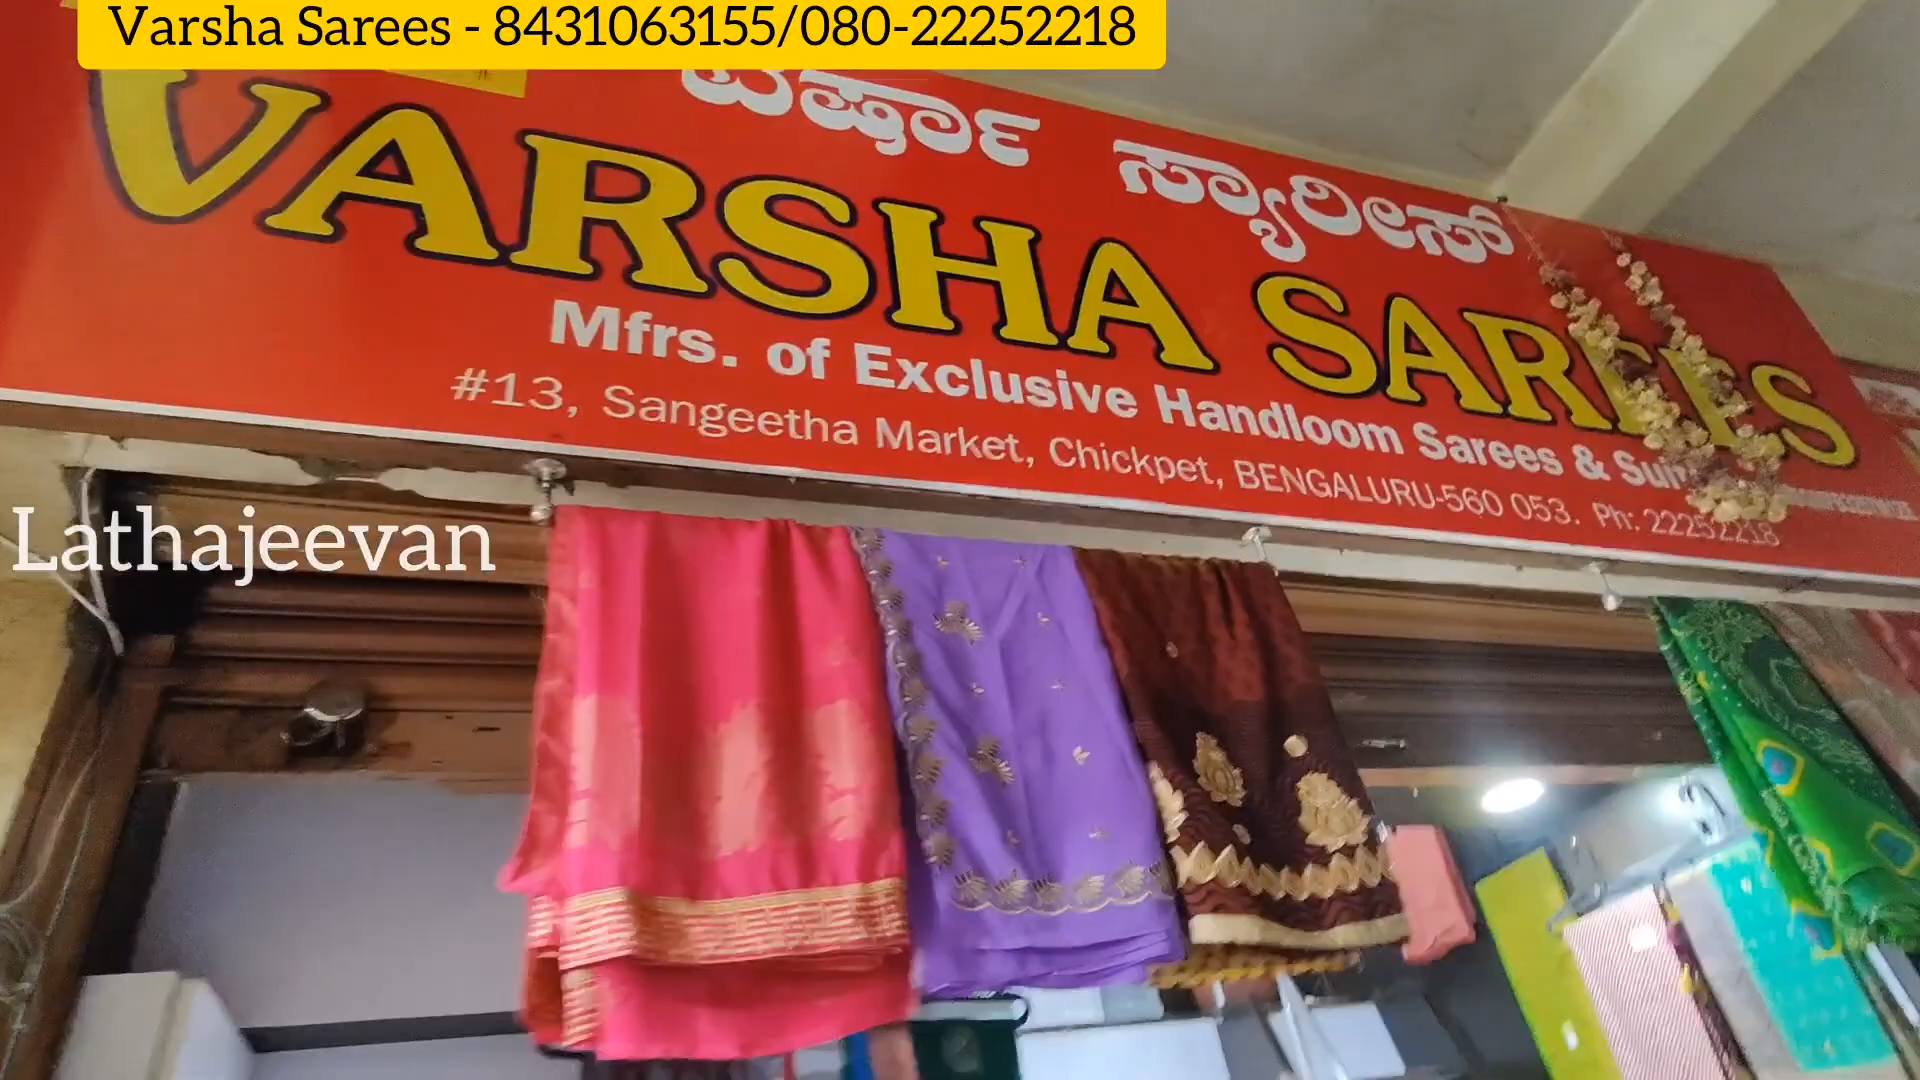 Varsha Sarees - 8431063155/080-22252218
ವರ್ಷಾ ಸ್ಯಾರೀಸ್
VARSHA SAREES
Mfrs. of Exclusive Handloom Sarees &
#13, Sangeetha Market, Chickpet, BENGALURU-560 053. Ph: 22252218
Lathajeevan